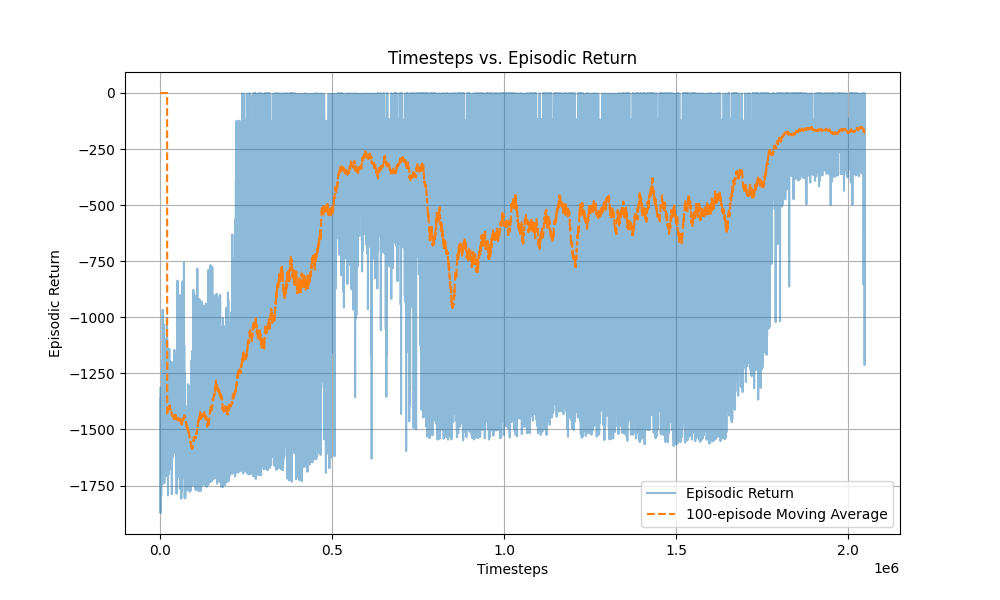 Timesteps vs. Episodic Return
Episodic Return
0
−250
−500
−750
−1000
−1250
−1500
−1750
Episodic Return
100-episode Moving Average
0.0 0.5 1.0 1.5 2.0
1e6
Timesteps